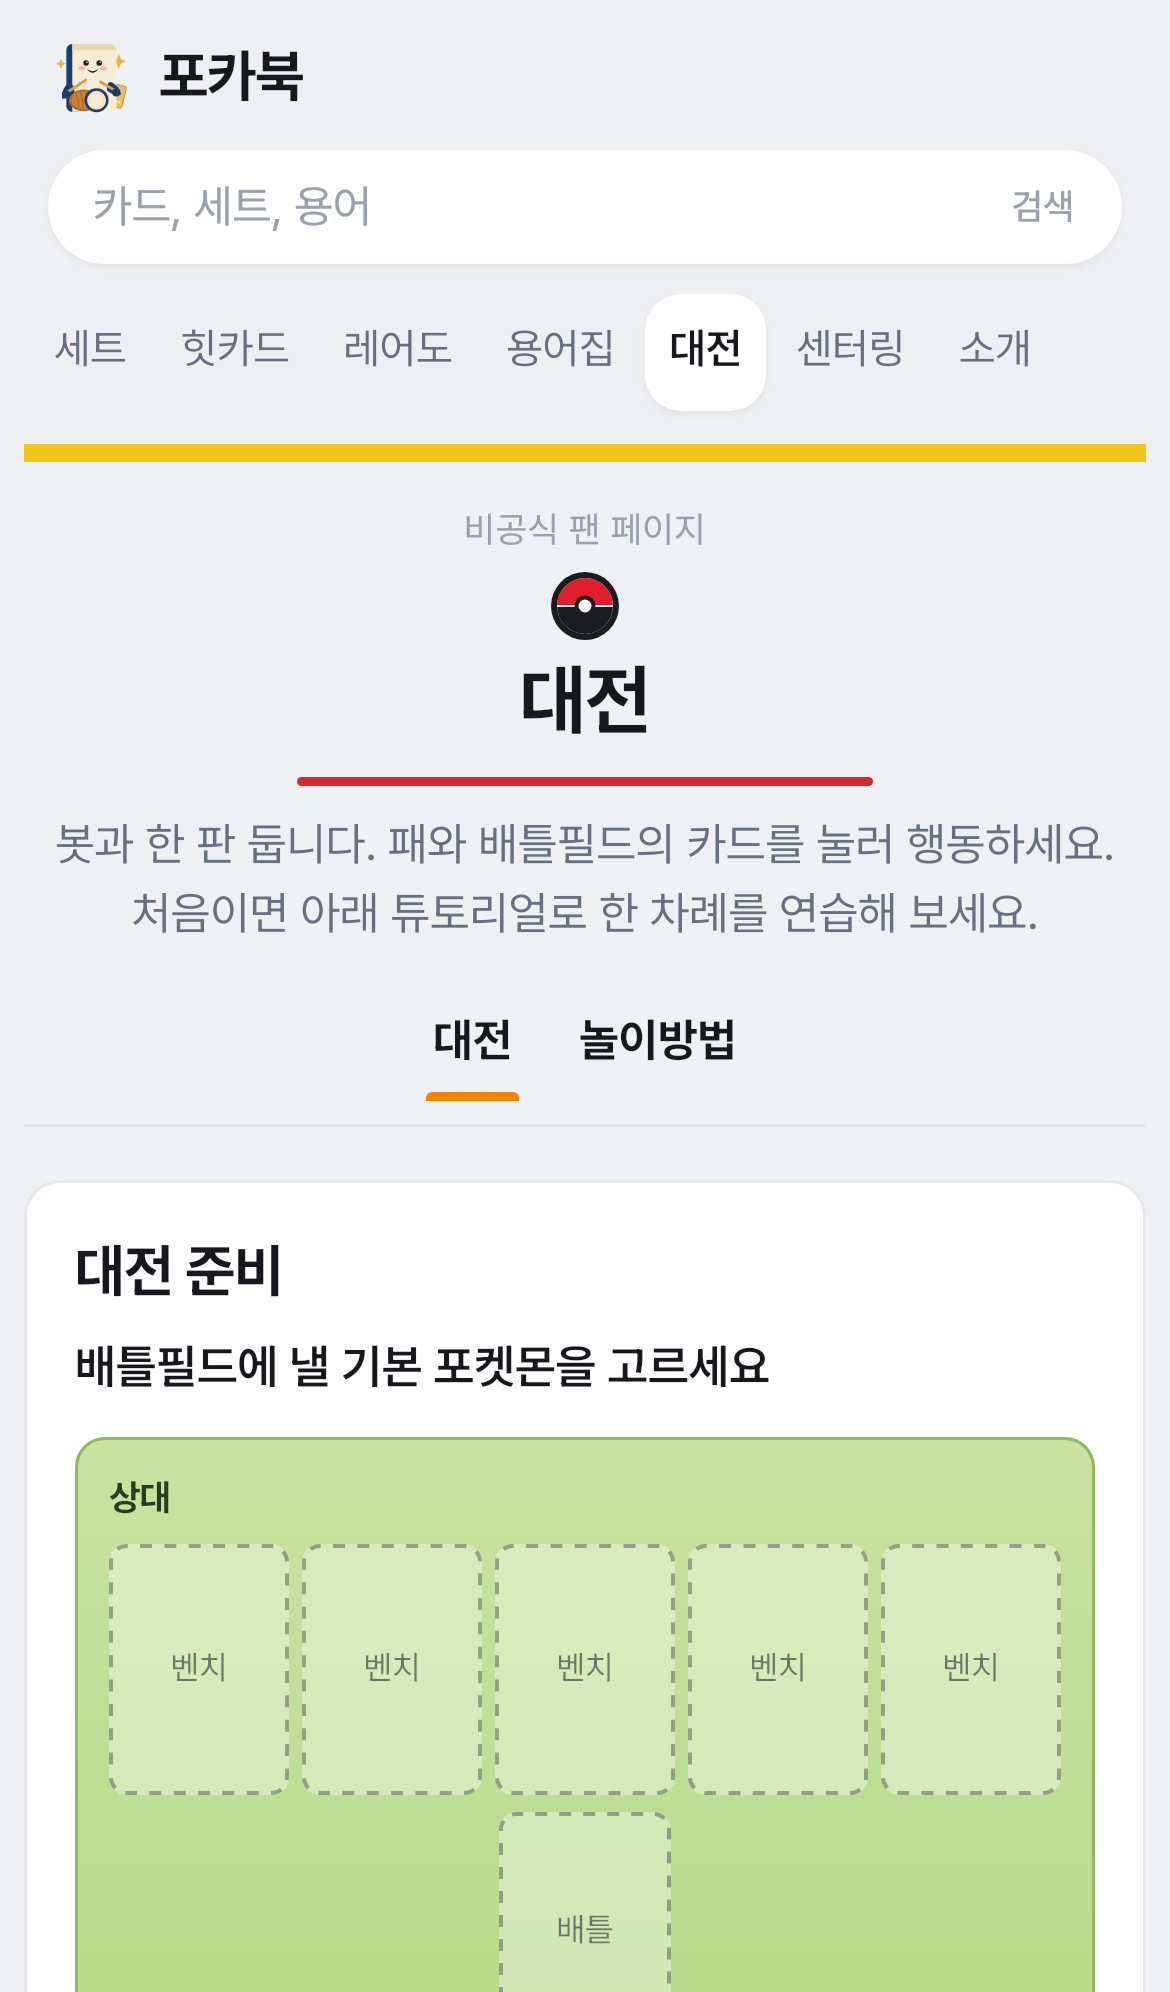 포카북
카드, 세트, 용어
검색
세트 힛카드 레어도 용어집 대전 센터링 소개
비공식 팬 페이지
대전
봇과 한 판 둡니다. 패와 배틀필드의 카드를 눌러 행동하세요.
처음이면 아래 튜토리얼로 한 차례를 연습해 보세요.
대전 놀이방법
대전 준비
배틀필드에 낼 기본 포켓몬을 고르세요
상대
벤치 벤치 벤치 벤치 벤치
배틀